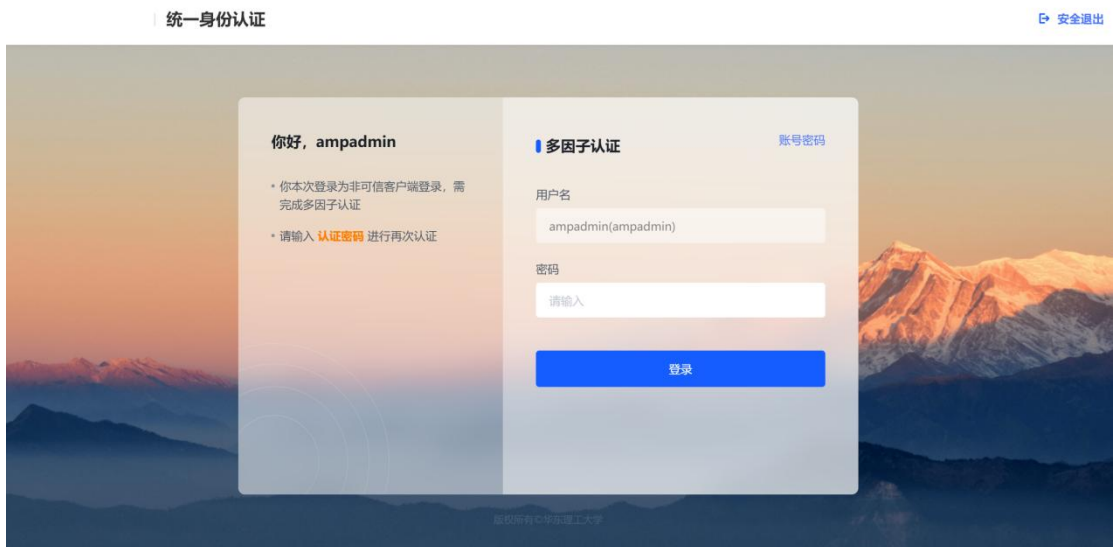 统一身份认证
安全退出
你好，ampadmin
• 你本次登录为非可信客户端登录，需
完成多因子认证
• 请输入 认证密码 进行再次认证
多因子认证
账号密码
用户名
ampadmin(ampadmin)
密码
请输入
登录
版权所有©华东理工大学